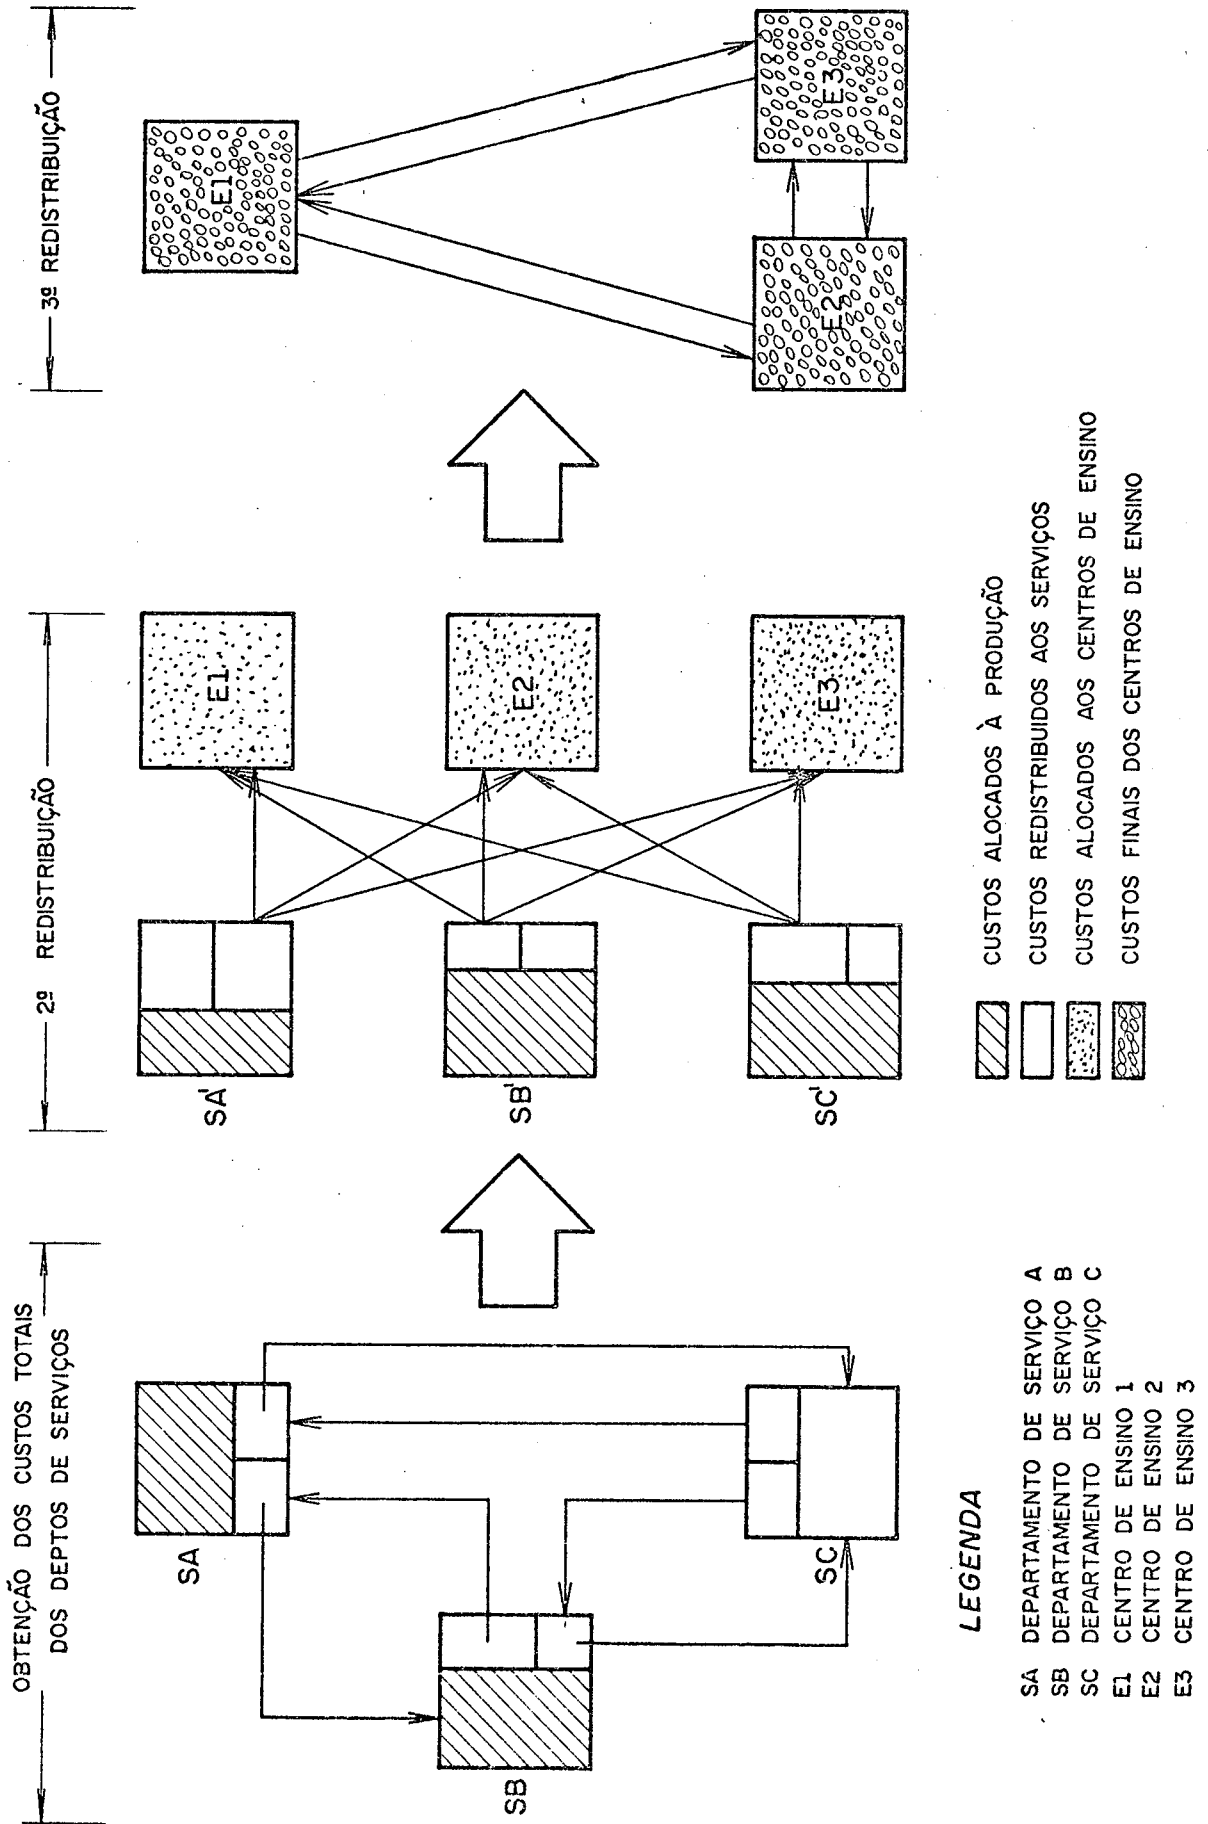 OBTENÇÃO DOS CUSTOS TOTAIS
DOS DEPTOS DE SERVIÇOS
2ª REDISTRIBUIÇÃO
3ª REDISTRIBUIÇÃO
SA
SB
SC
SA'
SB'
SC'
E1
E2
E3
E1
E2
E3
LEGENDA
SA DEPARTAMENTO DE SERVIÇO A
SB DEPARTAMENTO DE SERVIÇO B
SC DEPARTAMENTO DE SERVIÇO C
E1 CENTRO DE ENSINO 1
E2 CENTRO DE ENSINO 2
E3 CENTRO DE ENSINO 3
CUSTOS ALOCADOS À PRODUÇÃO
CUSTOS REDISTRIBUIDOS AOS SERVIÇOS
CUSTOS ALOCADOS AOS CENTROS DE ENSINO
CUSTOS FINAIS DOS CENTROS DE ENSINO